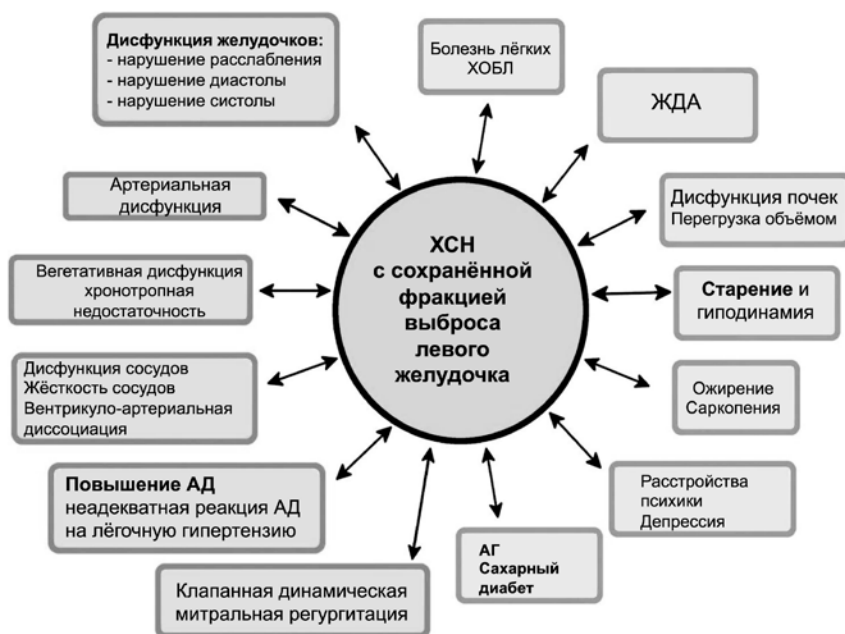 Дисфункция желудочков:
- нарушение расслабления
- нарушение диастолы
- нарушение систолы
Болезнь лёгких
ХОБЛ
ЖДА
Артериальная
дисфункция
Дисфункция почек
Перегрузка объёмом
ХСН
с сохранённой
фракцией
выброса
левого
желудочка
Вегетативная дисфункция
хронотропная
недостаточность
Старение и
гиподинамия
Дисфункция сосудов
Жёсткость сосудов
Вентрикуло-артериальная
диссоциация
Ожирение
Саркопения
Повышение АД
неадекватная реакция АД
на лёгочную гипертензию
Расстройства
психики
Депрессия
АГ
Сахарный
диабет
Клапанная динамическая
митральная регургитация